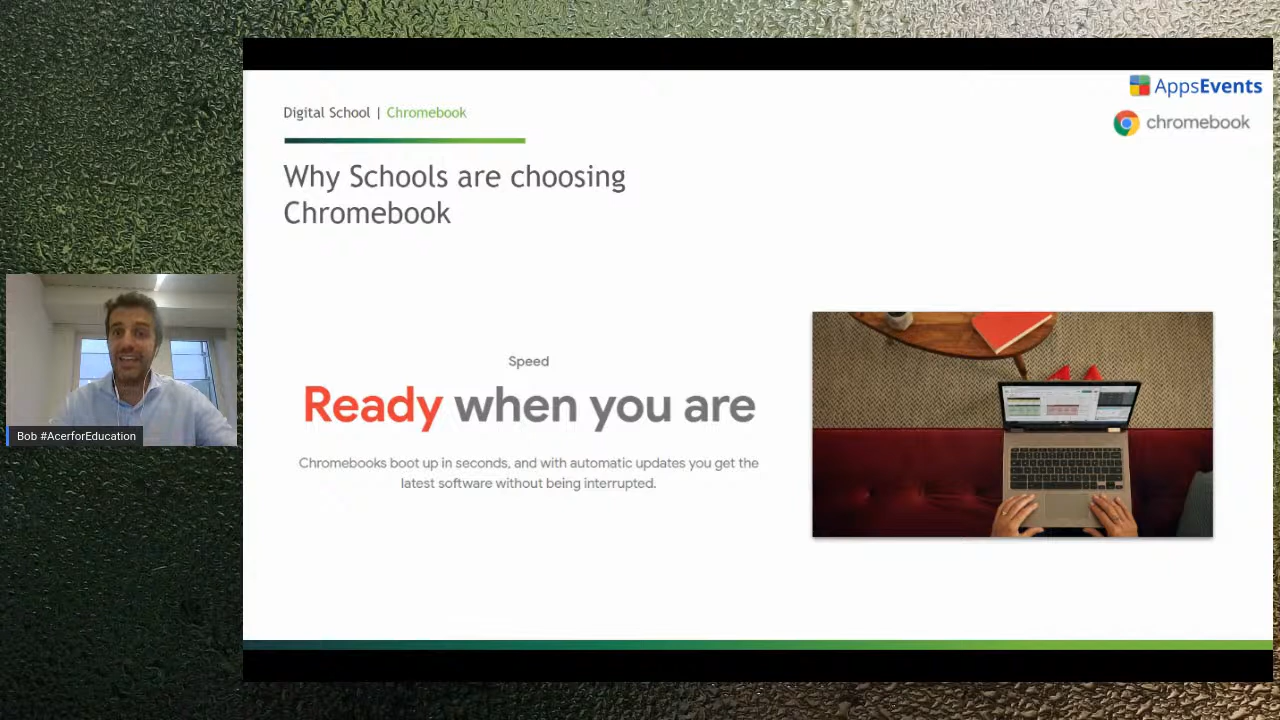 AppsEvents
chromebook
Digital School | Chromebook
Why Schools are choosing
Chromebook
Speed
Ready when you are
Chromebooks boot up in seconds, and with automatic updates you get the
latest software without being interrupted.
Bob #AcerforEducation